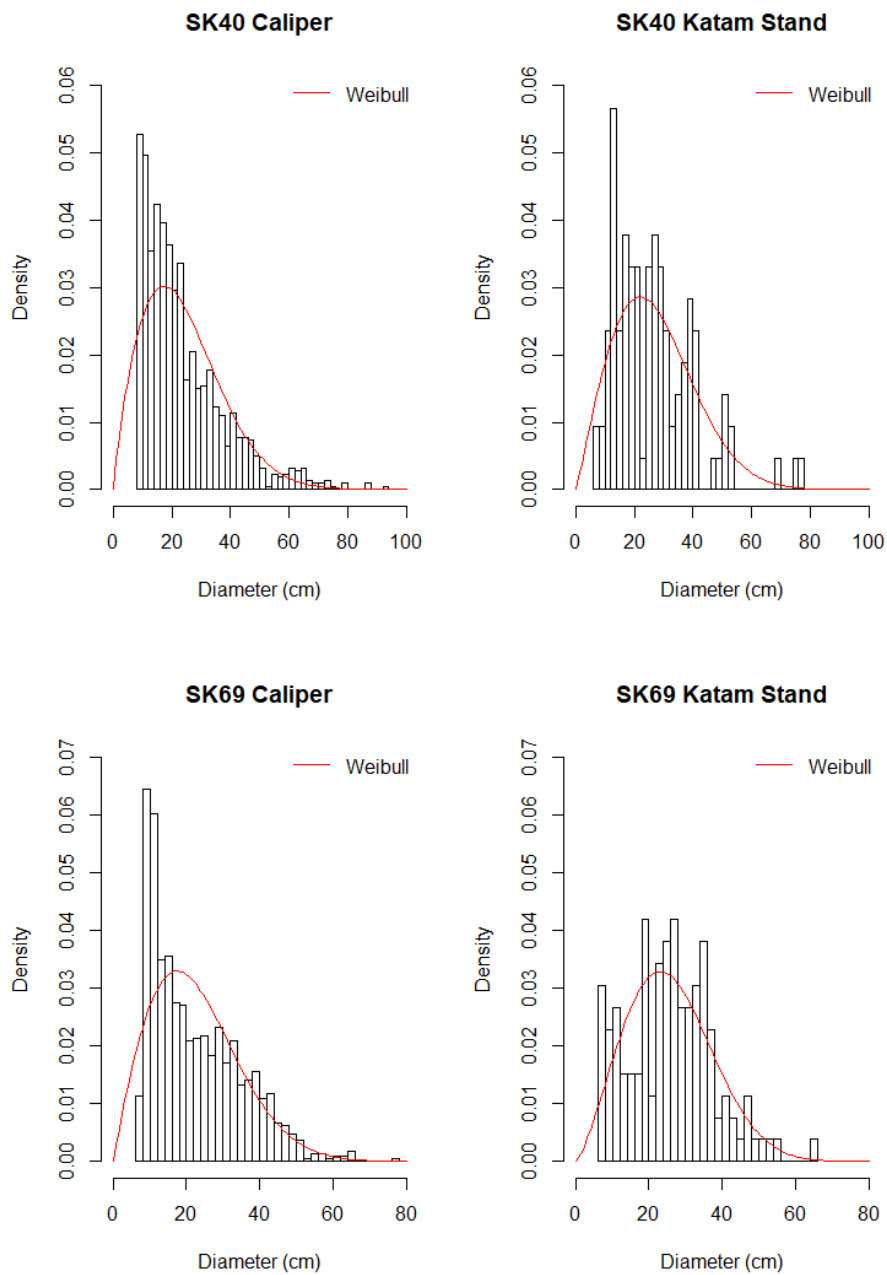 SK40 Caliper
Weibull
Density
0.00 0.01 0.02 0.03 0.04 0.05 0.06
0 20 40 60 80 100
Diameter (cm)
SK40 Katam Stand
Weibull
Density
0.00 0.01 0.02 0.03 0.04 0.05 0.06
0 20 40 60 80 100
Diameter (cm)
SK69 Caliper
Weibull
Density
0.00 0.01 0.02 0.03 0.04 0.05 0.06 0.07
0 20 40 60 80
Diameter (cm)
SK69 Katam Stand
Weibull
Density
0.00 0.01 0.02 0.03 0.04 0.05 0.06 0.07
0 20 40 60 80
Diameter (cm)